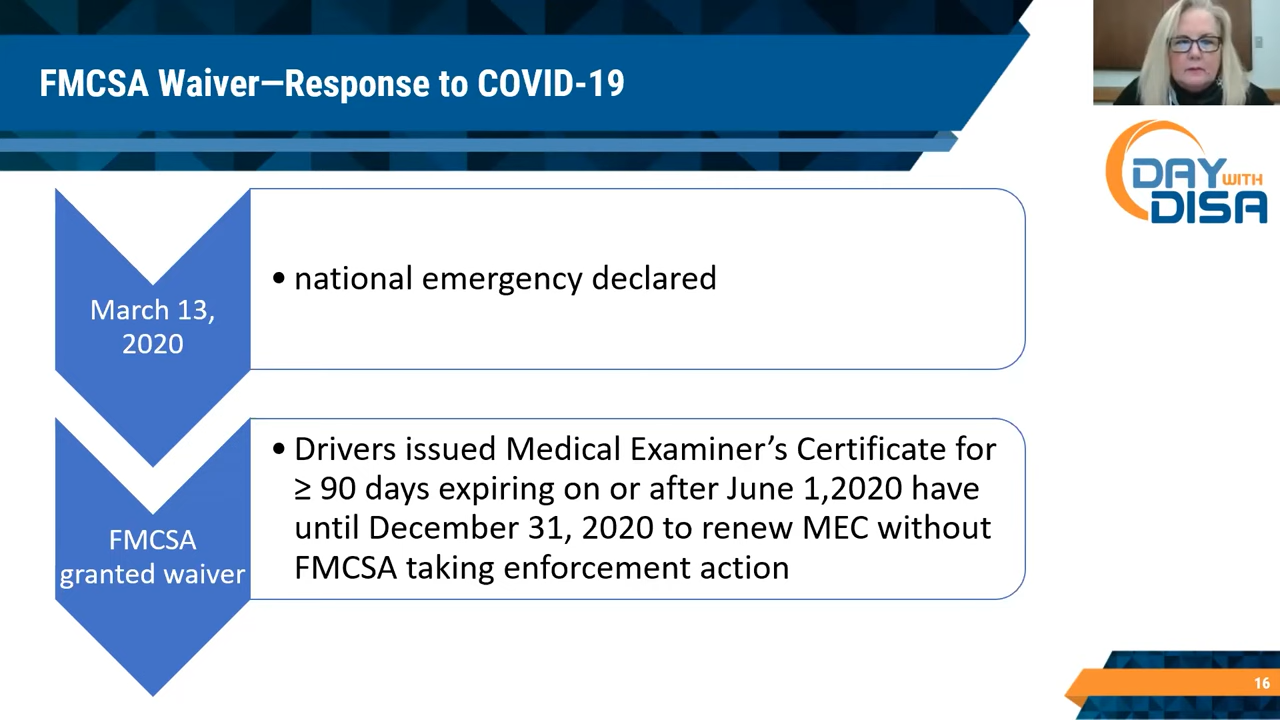 FMCSA Waiver—Response to COVID-19
DAY WITH
DISA
March 13,
2020
• national emergency declared
FMCSA
granted waiver
• Drivers issued Medical Examiner’s Certificate for
≥ 90 days expiring on or after June 1,2020 have
until December 31, 2020 to renew MEC without
FMCSA taking enforcement action
16